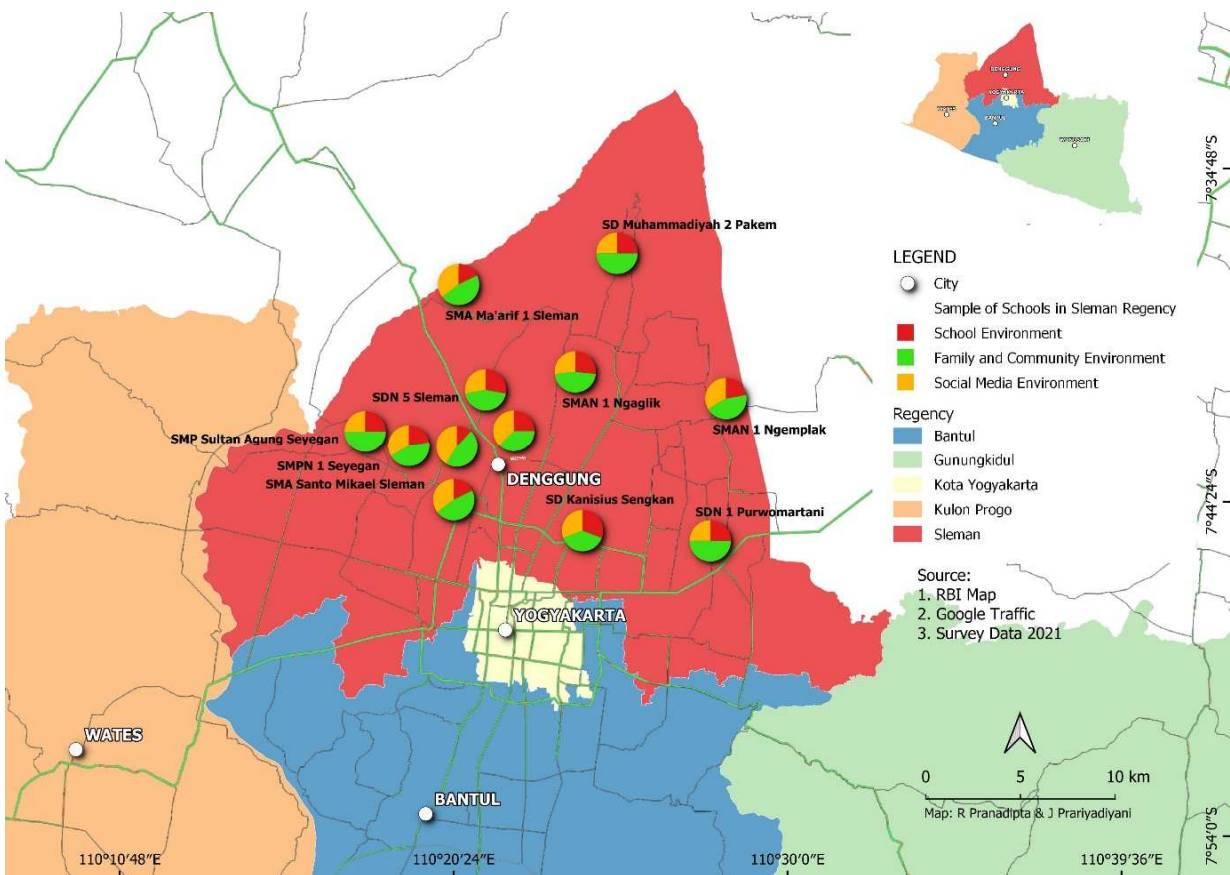 DENGGUNG
YOGYAKARTA
WATES
BANTUL
WONOSARI
7°34′48″S
SD Muhammadiyah 2 Pakem
SMA Ma'arif 1 Sleman
SDN 5 Sleman
SMAN 1 Ngaglik
SMAN 1 Ngemplak
SMP Sultan Agung Seyegan
SMPN 1 Seyegan
SMA Santo Mikael Sleman
DENGGUNG
SD Kanisius Sengkan
SDN 1 Purwomartani
YOGYAKARTA
WATES
BANTUL
LEGEND
City
Sample of Schools in Sleman Regency
School Environment
Family and Community Environment
Social Media Environment
Regency
Bantul
Gunungkidul
Kota Yogyakarta
Kulon Progo
Sleman
7°44′24″S
Source:
1. RBI Map
2. Google Traffic
3. Survey Data 2021
0 5 10 km
Map: R Pranadipta & J Prariyadiyani
7°54′0″S
110°10′48″E
110°20′24″E
110°30′0″E
110°39′36″E